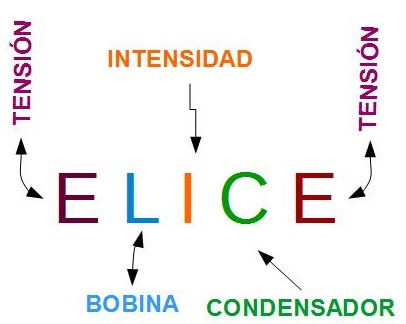 TENSIÓN
INTENSIDAD
TENSIÓN
ELICE
BOBINA
CONDENSADOR